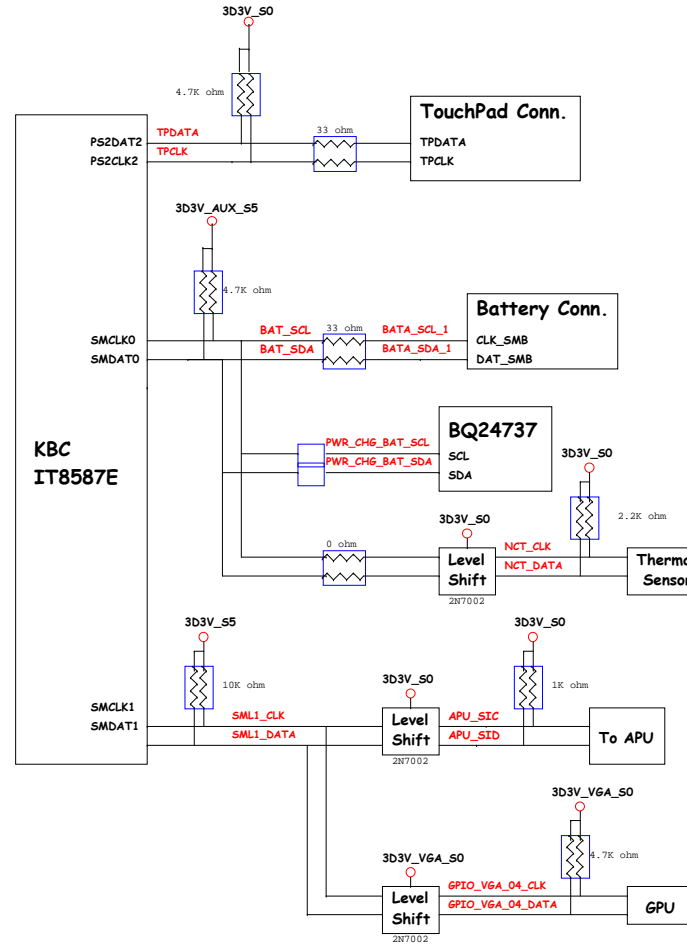 3D3V_S0
4.7K ohm
TouchPad Conn.
TPDATA
33 ohm
PS2DAT2
TPDATA
TPCLK
PS2CLK2
TPCLK
3D3V_AUX_S5
4.7K ohm
Battery Conn.
BAT_SCL
33 ohm
BATA_SCL_1
SMCLK0
CLK_SMB
BAT_SDA
BATA_SDA_1
SMDAT0
DAT_SMB
BQ24737
KBC
IT8587E
PWR_CHG_BAT_SCL
SCL
PWR_CHG_BAT_SDA
SDA
3D3V_S0
2.2K ohm
3D3V_S0
0 ohm
NCT_CLK
Level
Shift
NCT_DATA
Therma
Sensor
2N7002
3D3V_S5
3D3V_S0
10K ohm
3D3V_S0
1K ohm
SMCLK1
SML1_CLK
Level
Shift
APU_SIC
SMDAT1
SML1_DATA
APU_SID
To APU
2N7002
3D3V_VGA_S0
4.7K ohm
3D3V_VGA_S0
GPIO_VGA_04_CLK
Level
Shift
GPIO_VGA_04_DATA
GPU
2N7002